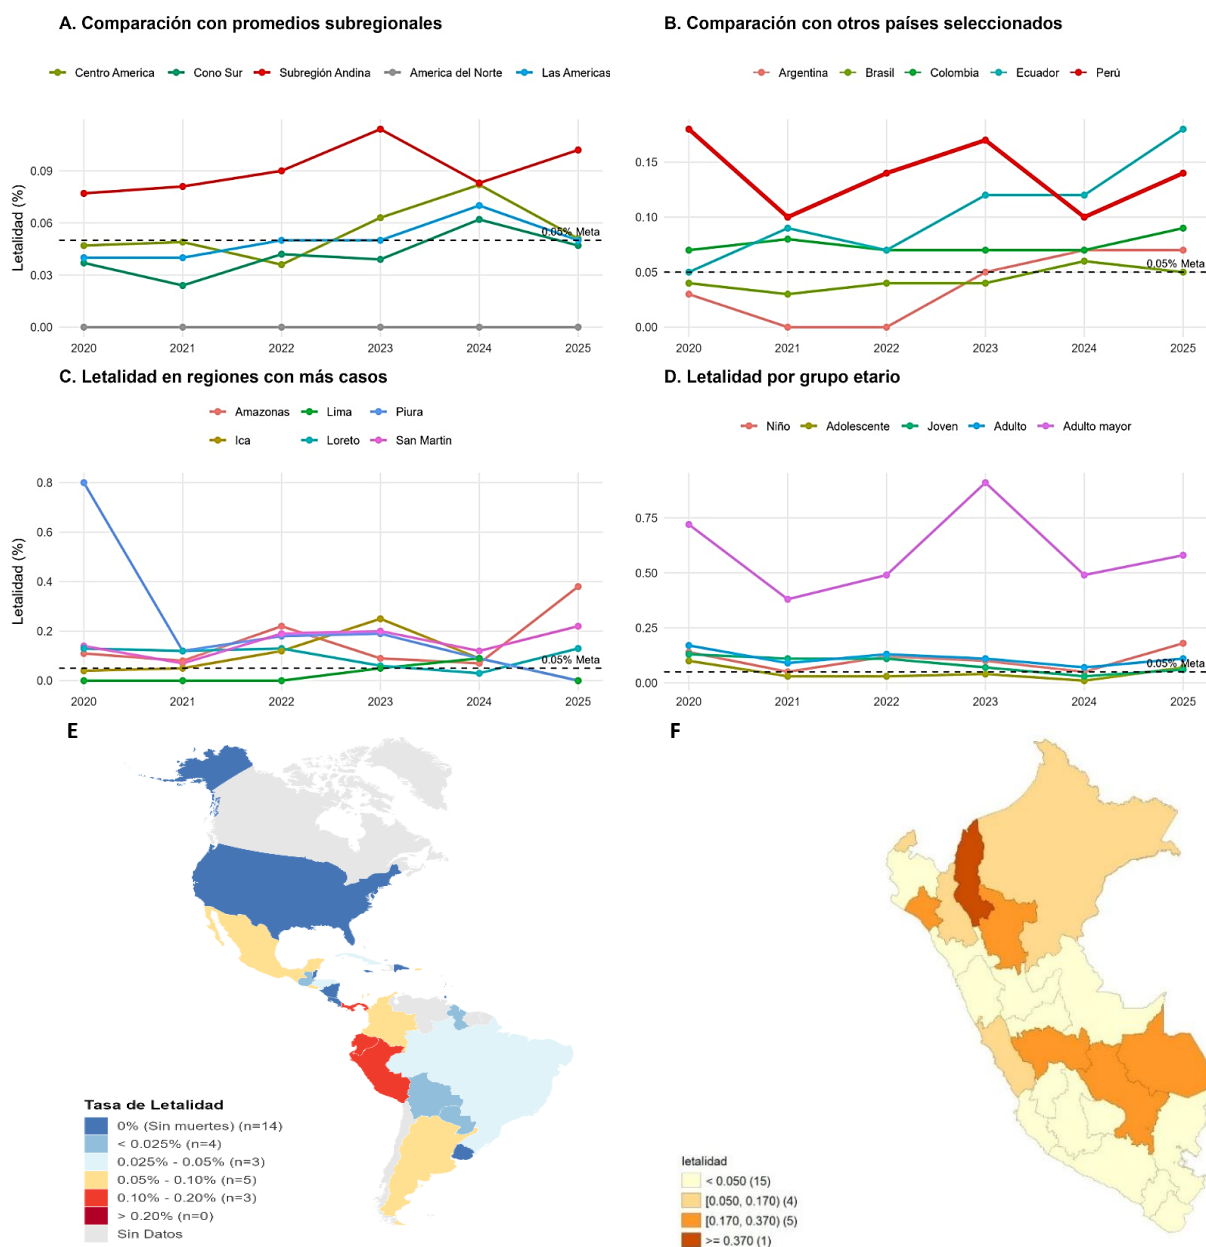 A. Comparación con promedios subregionales
Centro America Cono Sur Subregión Andina America del Norte Las Americas
Letalidad (%)
0.09
0.06
0.03
0.00
0.05% Meta
2020 2021 2022 2023 2024 2025
B. Comparación con otros países seleccionados
Argentina Brasil Colombia Ecuador Perú
0.15
0.10
0.05
0.00
0.05% Meta
2020 2021 2022 2023 2024 2025
C. Letalidad en regiones con más casos
Amazonas Lima Piura
Ica Loreto San Martin
Letalidad (%)
0.8
0.6
0.4
0.2
0.0
0.05% Meta
2020 2021 2022 2023 2024 2025
D. Letalidad por grupo etario
Niño Adolescente Joven Adulto Adulto mayor
0.75
0.50
0.25
0.00
0.05% Meta
2020 2021 2022 2023 2024 2025
E
Tasa de Letalidad
0% (Sin muertes) (n=14)
< 0.025% (n=4)
0.025% - 0.05% (n=3)
0.05% - 0.10% (n=5)
0.10% - 0.20% (n=3)
> 0.20% (n=0)
Sin Datos
F
letalidad
< 0.050 (15)
[0.050, 0.170) (4)
[0.170, 0.370) (5)
>= 0.370 (1)